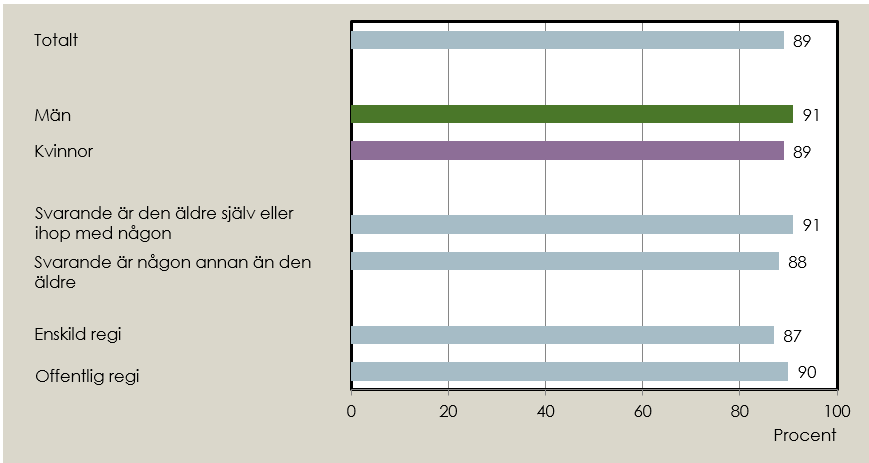 Totalt 89
Män 91
Kvinnor 89
Svarande är den äldre själv eller
ihop med någon 91
Svarande är någon annan än den
äldre 88
Enskild regi 87
Offentlig regi 90
0 20 40 60 80 100
Procent